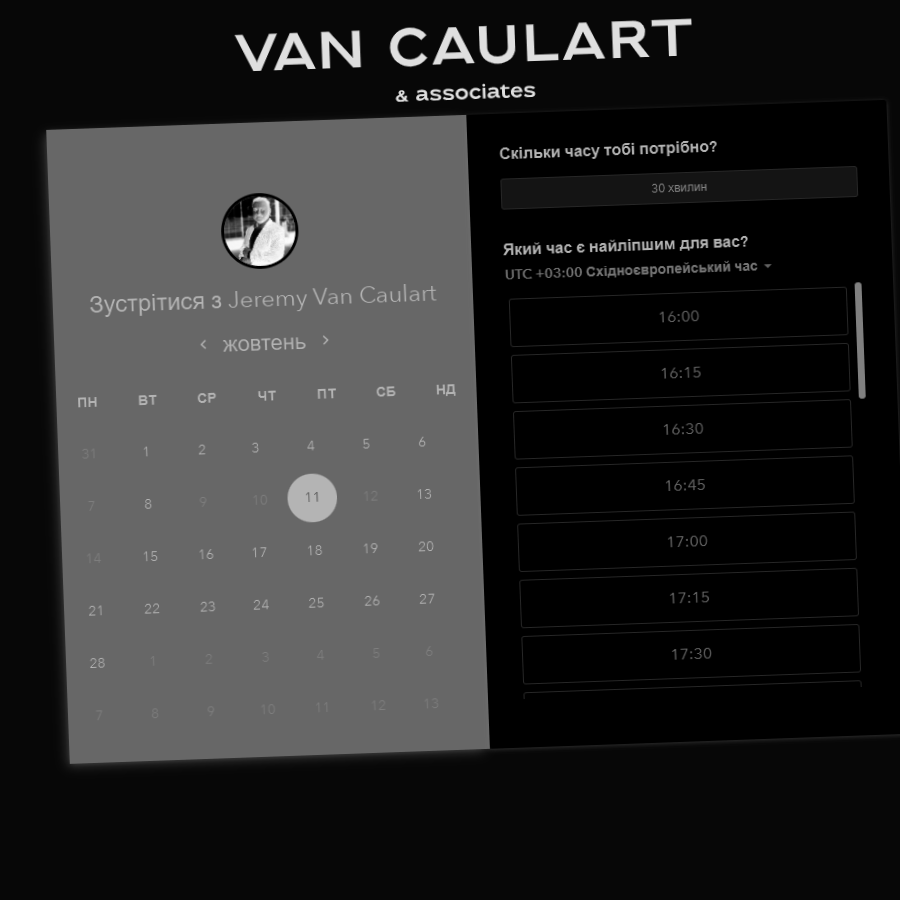 VAN CAULART
& associates
Зустрітися з Jeremy Van Caulart
жовтень
ПН ВТ СР ЧТ ПТ СБ НД
31 1 2 3 4 5 6
7 8 9 10 11 12 13
14 15 16 17 18 19 20
21 22 23 24 25 26 27
28 1 2 3 4 5 6
7 8 9 10 11 12 13
Скільки часу тобі потрібно?
30 хвилин
Який час є найліпшим для вас?
UTC +03:00 Східноєвропейський час
16:00
16:15
16:30
16:45
17:00
17:15
17:30